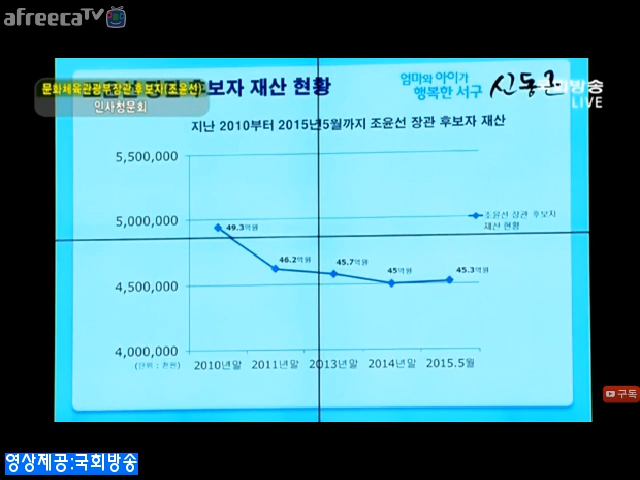 afreecaTV
문화체육관광부장관 후보자(조윤선)
인사청문회
후보자 재산 현황
엄마와 아이가
행복한 서구
신동근
국회방송
LIVE
지난 2010부터 2015년5월까지 조윤선 장관 후보자 재산
5,500,000
5,000,000
4,500,000
4,000,000
(단위 : 천원)
49.3억원
46.2억원
45.7억원
45억원
45.3억원
조윤선 장관 후보자
재산 현황
2010년말 2011년말 2013년말 2014년말 2015.5월
구독
영상제공:국회방송